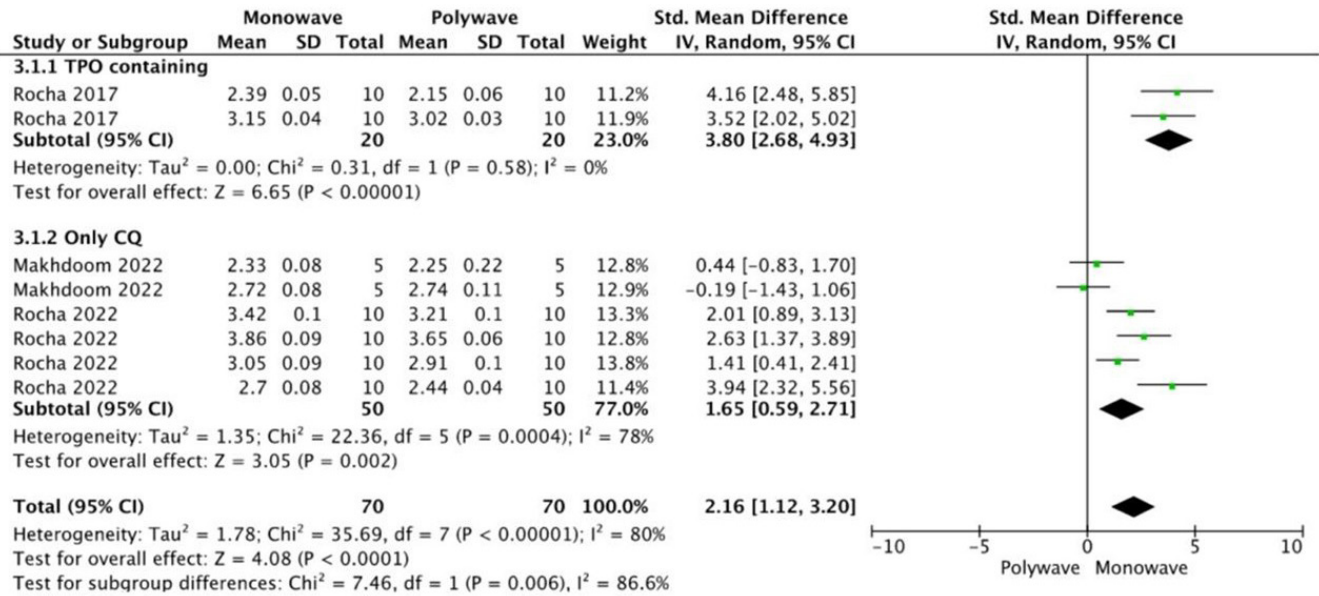 Monowave Polywave Std. Mean Difference Std. Mean Difference
Study or Subgroup Mean SD Total Mean SD Total Weight IV, Random, 95% CI IV, Random, 95% CI
3.1.1 TPO containing
Rocha 2017 2.39 0.05 10 2.15 0.06 10 11.2% 4.16 [2.48, 5.85]
Rocha 2017 3.15 0.04 10 3.02 0.03 10 11.9% 3.52 [2.02, 5.02]
Subtotal (95% CI) 20 20 23.0% 3.80 [2.68, 4.93]
Heterogeneity: Tau² = 0.00; Chi² = 0.31, df = 1 (P = 0.58); I² = 0%
Test for overall effect: Z = 6.65 (P < 0.00001)
3.1.2 Only CQ
Makhdoom 2022 2.33 0.08 5 2.25 0.22 5 12.8% 0.44 [−0.83, 1.70]
Makhdoom 2022 2.72 0.08 5 2.74 0.11 5 12.9% −0.19 [−1.43, 1.06]
Rocha 2022 3.42 0.1 10 3.21 0.1 10 13.3% 2.01 [0.89, 3.13]
Rocha 2022 3.86 0.09 10 3.65 0.06 10 12.8% 2.63 [1.37, 3.89]
Rocha 2022 3.05 0.09 10 2.91 0.1 10 13.7% 1.41 [0.41, 2.41]
Rocha 2022 2.7 0.08 10 2.44 0.04 10 11.4% 3.94 [2.32, 5.56]
Subtotal (95% CI) 50 50 77.0% 1.65 [0.59, 2.71]
Heterogeneity: Tau² = 1.35; Chi² = 22.36, df = 5 (P = 0.0004); I² = 78%
Test for overall effect: Z = 3.05 (P = 0.002)
Total (95% CI) 70 70 100.0% 2.16 [1.12, 3.20]
Heterogeneity: Tau² = 1.78; Chi² = 35.69, df = 7 (P < 0.00001); I² = 80%
Test for overall effect: Z = 4.08 (P < 0.0001)
Test for subgroup differences: Chi² = 7.46, df = 1 (P = 0.006), I² = 86.6%
−10 −5 0 5 10
Polywave Monowave